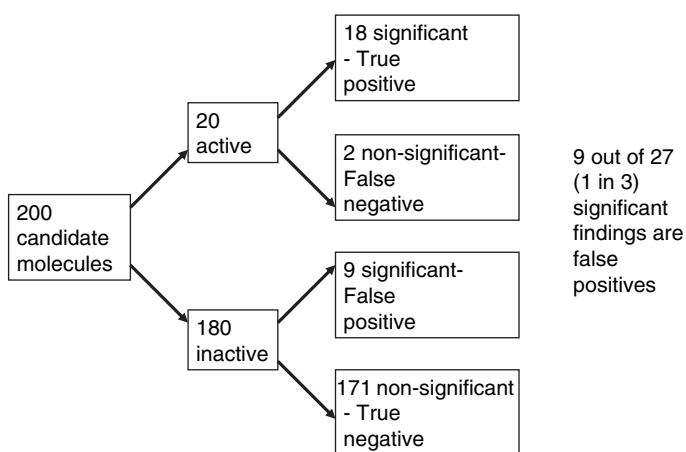 200
candidate
molecules
20
active
180
inactive
18 significant
- True
positive
2 non-significant-
False
negative
9 significant-
False
positive
171 non-significant
- True
negative
9 out of 27
(1 in 3)
significant
findings are
false
positives